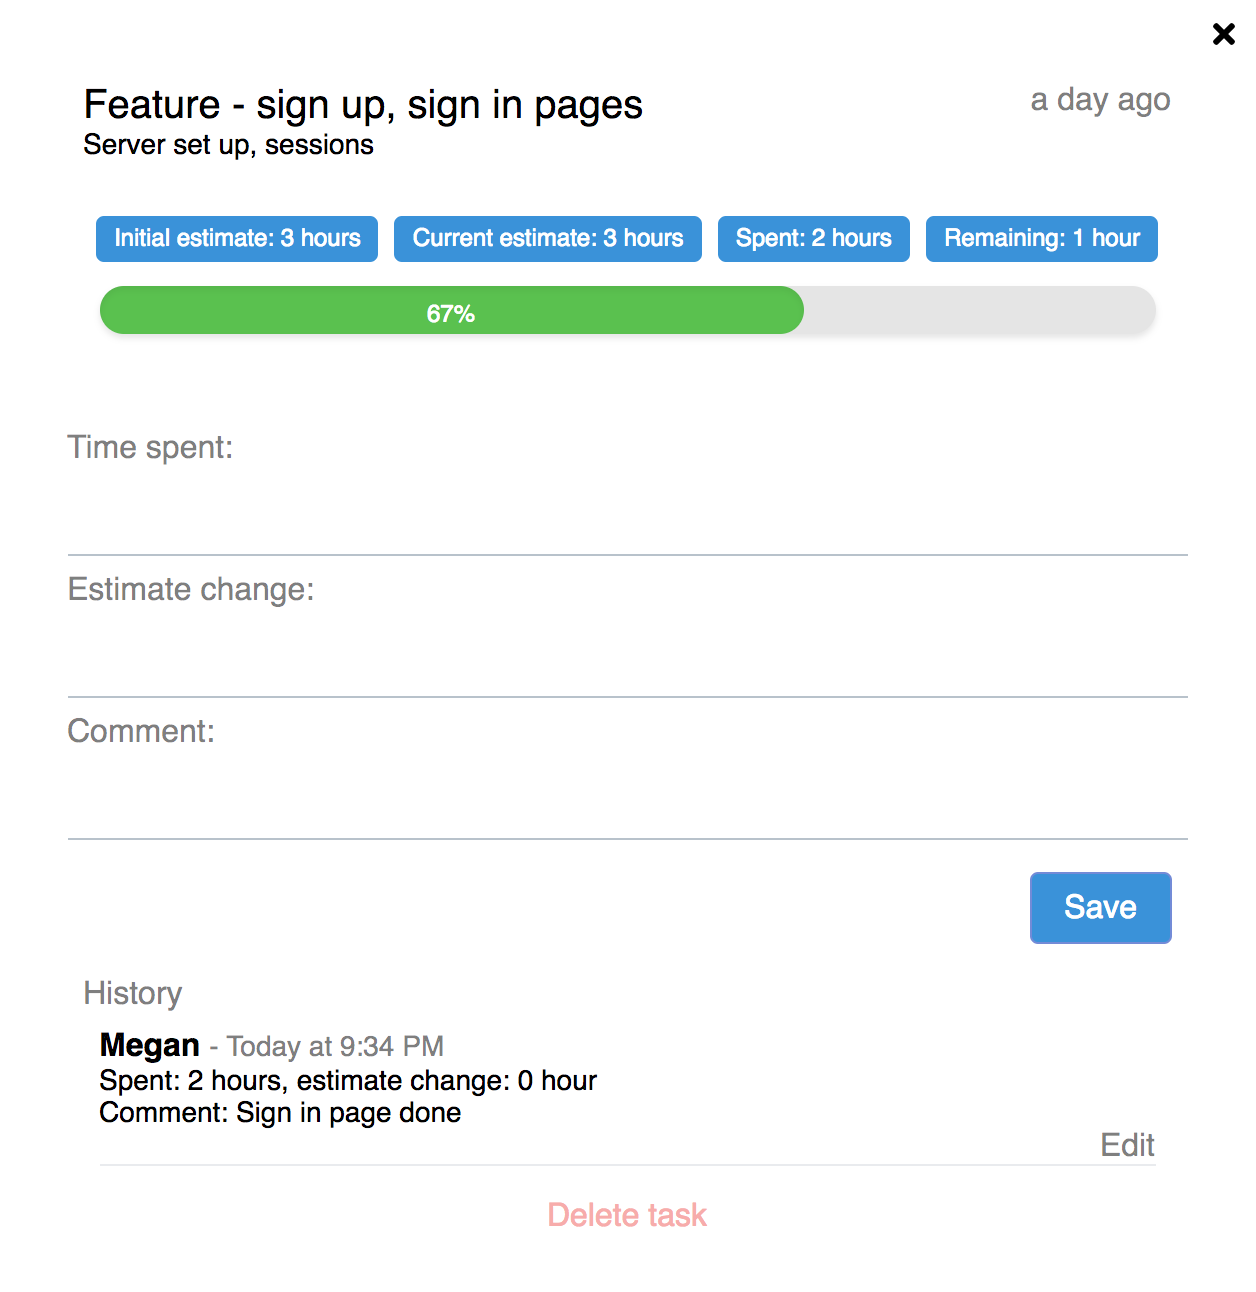 Feature - sign up, sign in pages
a day ago
Server set up, sessions
Initial estimate: 3 hours
Current estimate: 3 hours
Spent: 2 hours
Remaining: 1 hour
67%
Time spent:
Estimate change:
Comment:
Save
History
Megan - Today at 9:34 PM
Spent: 2 hours, estimate change: 0 hour
Comment: Sign in page done
Edit
Delete task